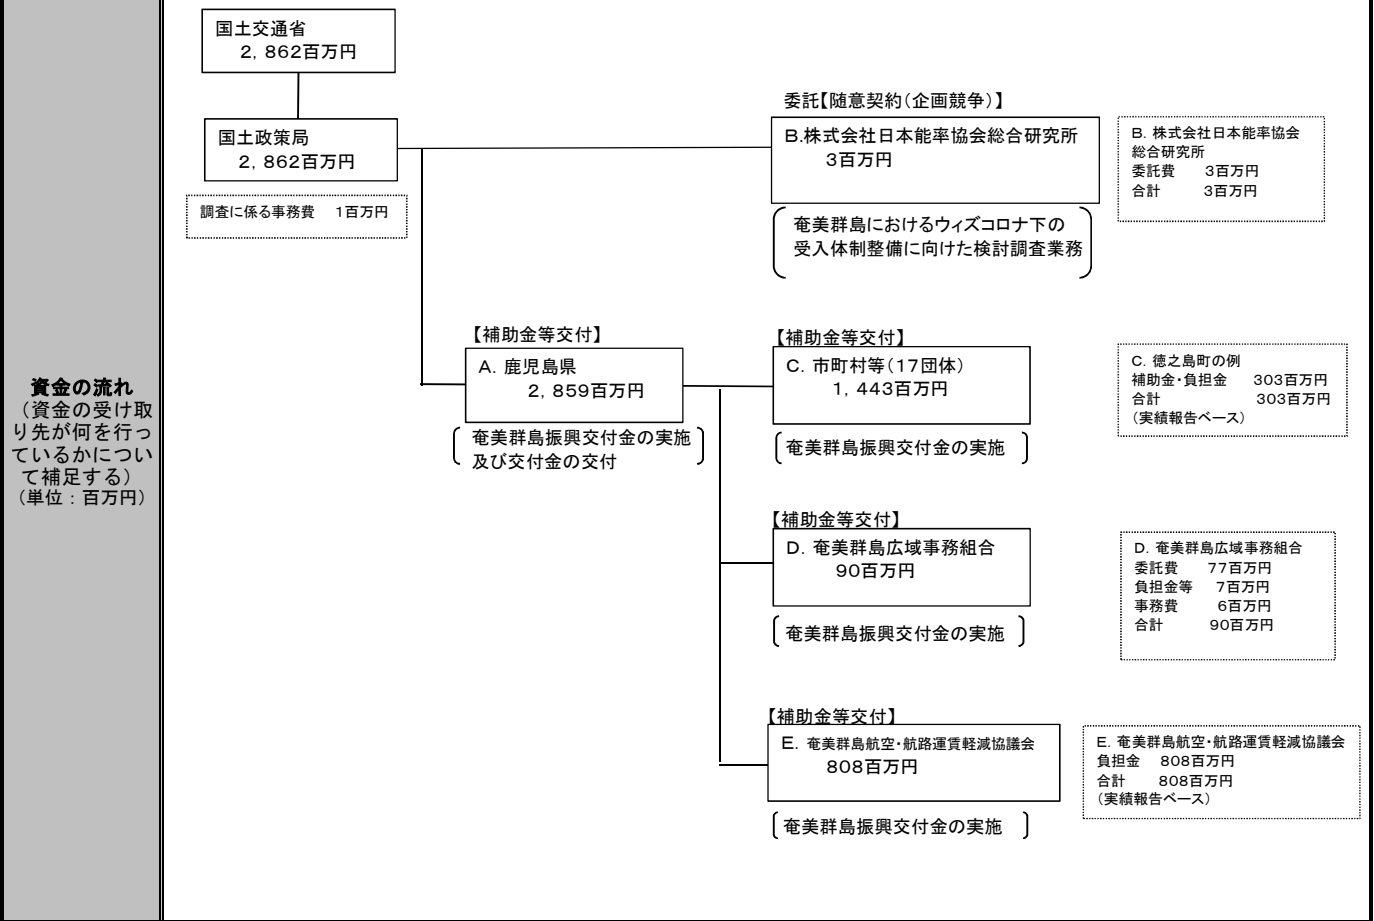 資金の流れ
（資金の受け取
り先が何を行っ
ているかについ
て補足する）
（単位：百万円）
国土交通省
2，862百万円
国土政策局
2，862百万円
調査に係る事務費　1百万円
委託【随意契約（企画競争）】
B.株式会社日本能率協会総合研究所
3百万円
奄美群島におけるウィズコロナ下の
受入体制整備に向けた検討調査業務
B．株式会社日本能率協会
総合研究所
委託費　3百万円
合計　3百万円
【補助金等交付】
A．鹿児島県
2，859百万円
奄美群島振興交付金の実施
及び交付金の交付
【補助金等交付】
C．市町村等（17団体）
1，443百万円
奄美群島振興交付金の実施
C．徳之島町の例
補助金・負担金　303百万円
合計　303百万円
（実績報告ベース）
【補助金等交付】
D．奄美群島広域事務組合
90百万円
奄美群島振興交付金の実施
D．奄美群島広域事務組合
委託費　77百万円
負担金等　7百万円
事務費　6百万円
合計　90百万円
【補助金等交付】
E．奄美群島航空・航路運賃軽減協議会
808百万円
奄美群島振興交付金の実施
E．奄美群島航空・航路運賃軽減協議会
負担金　808百万円
合計　808百万円
（実績報告ベース）